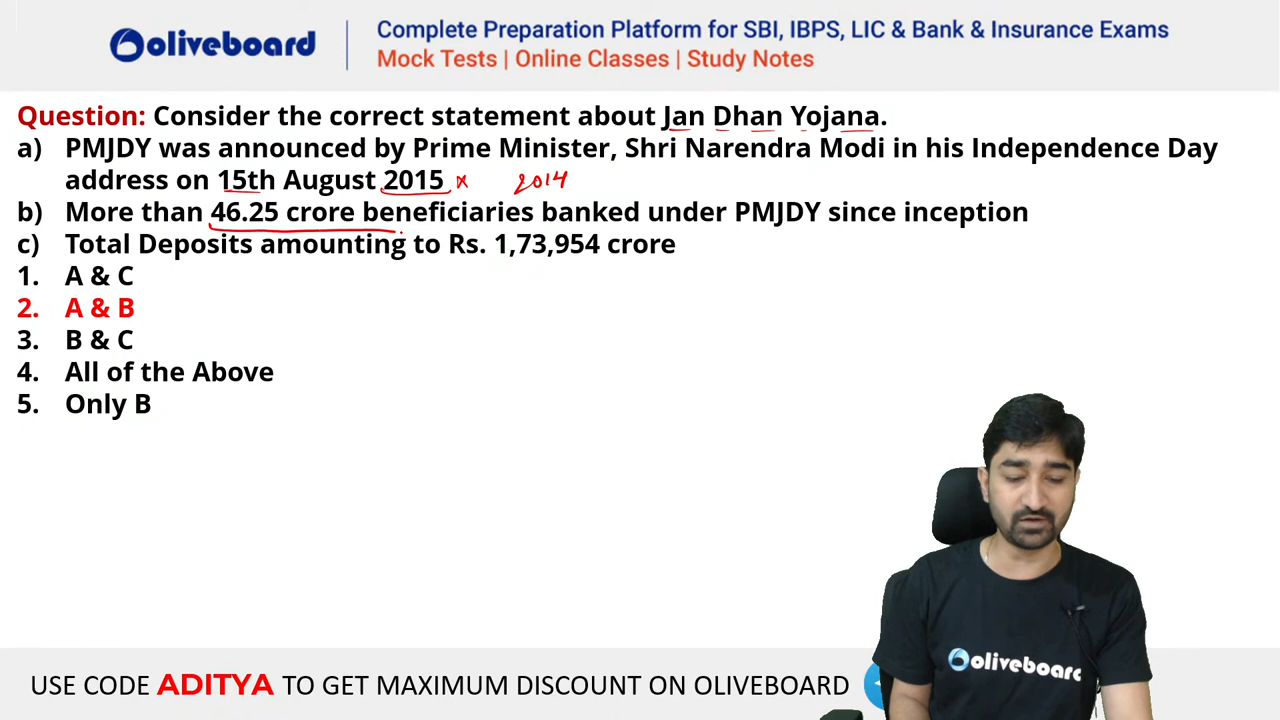 oliveboard
Complete Preparation Platform for SBI, IBPS, LIC & Bank & Insurance Exams
Mock Tests | Online Classes | Study Notes
Question: Consider the correct statement about Jan Dhan Yojana.
a) PMJDY was announced by Prime Minister, Shri Narendra Modi in his Independence Day
address on 15th August 2015 x 2014
b) More than 46.25 crore beneficiaries banked under PMJDY since inception
c) Total Deposits amounting to Rs. 1,73,954 crore
1. A & C
2. A & B
3. B & C
4. All of the Above
5. Only B
oliveboard
USE CODE ADITYA TO GET MAXIMUM DISCOUNT ON OLIVEBOARD